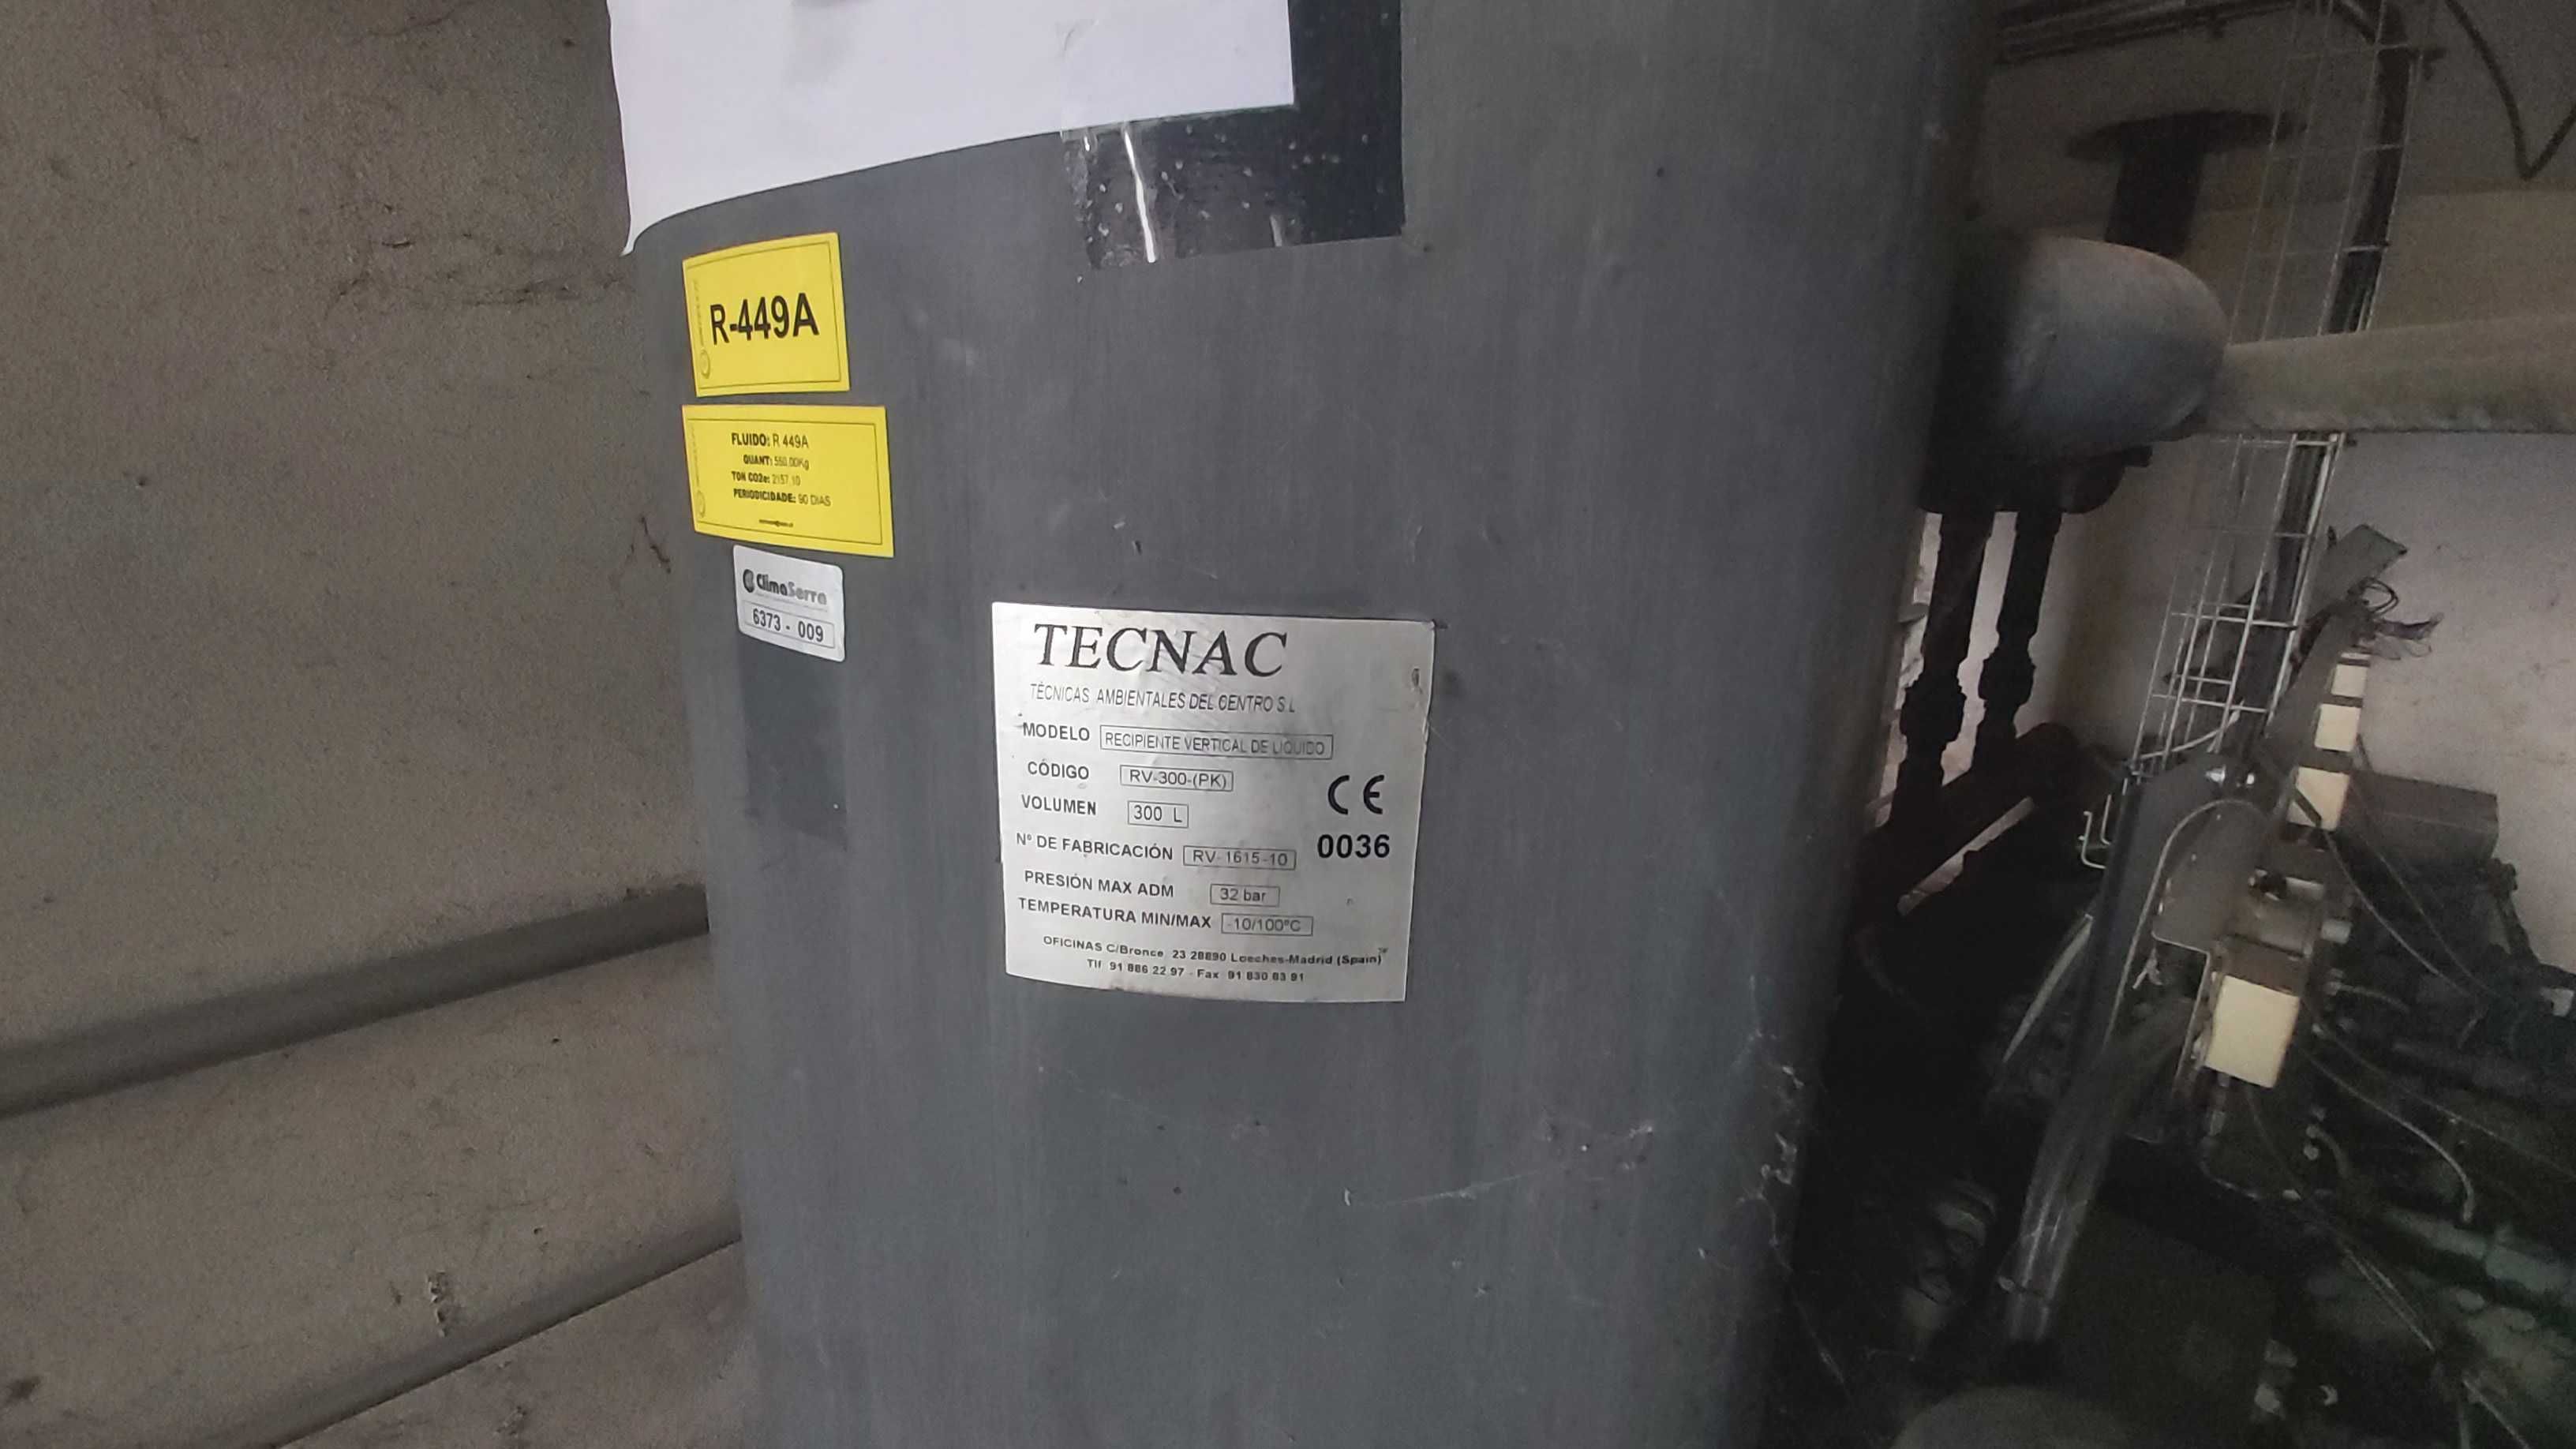 R-449A
FLUIDO: R 449A
QUANT: 550,00Kg
TON CO2e: 2157,10
PERIODICIDADE: 90 DIAS
ClimaSerra
6373 - 009
TECNAC
TÉCNICAS AMBIENTALES DEL CENTRO S.L
MODELO RECIPIENTE VERTICAL DE LIQUIDO
CÓDIGO RV-300-(PK)
VOLUMEN 300 L
CE
Nº DE FABRICACIÓN RV-1615-10
0036
PRESIÓN MAX ADM 32 bar
TEMPERATURA MIN/MAX -10/100ºC
OFICINAS C/Bronce 23 28890 Loeches-Madrid (Spain)
Tlf 91 886 22 97 - Fax 91 830 83 91